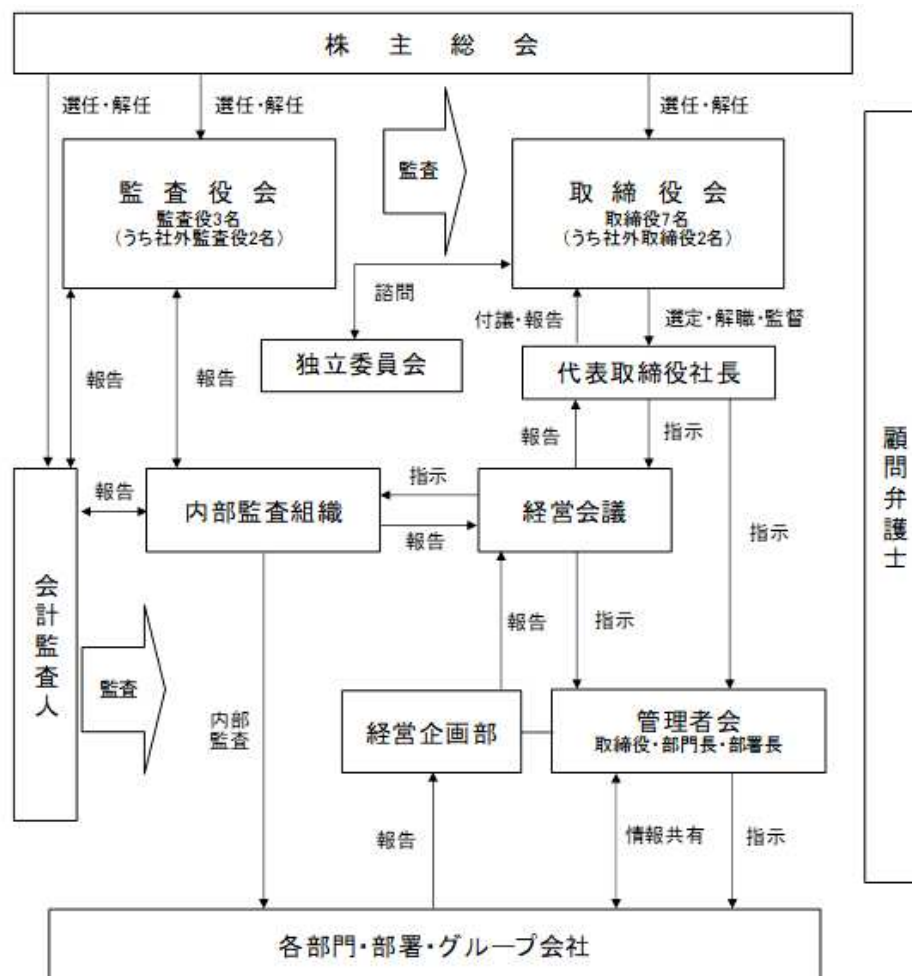 株主総会
選任・解任
選任・解任
選任・解任
監査役会
監査役3名
(うち社外監査役2名)
監査
取締役会
取締役7名
(うち社外取締役2名)
諮問
付議・報告
選定・解職・監督
独立委員会
代表取締役社長
報告
報告
報告
指示
顧問弁護士
報告
内部監査組織
指示
報告
経営会議
指示
会計監査人
監査
報告
指示
内部
監査
経営企画部
管理者会
取締役・部門長・部署長
報告
情報共有
指示
各部門・部署・グループ会社